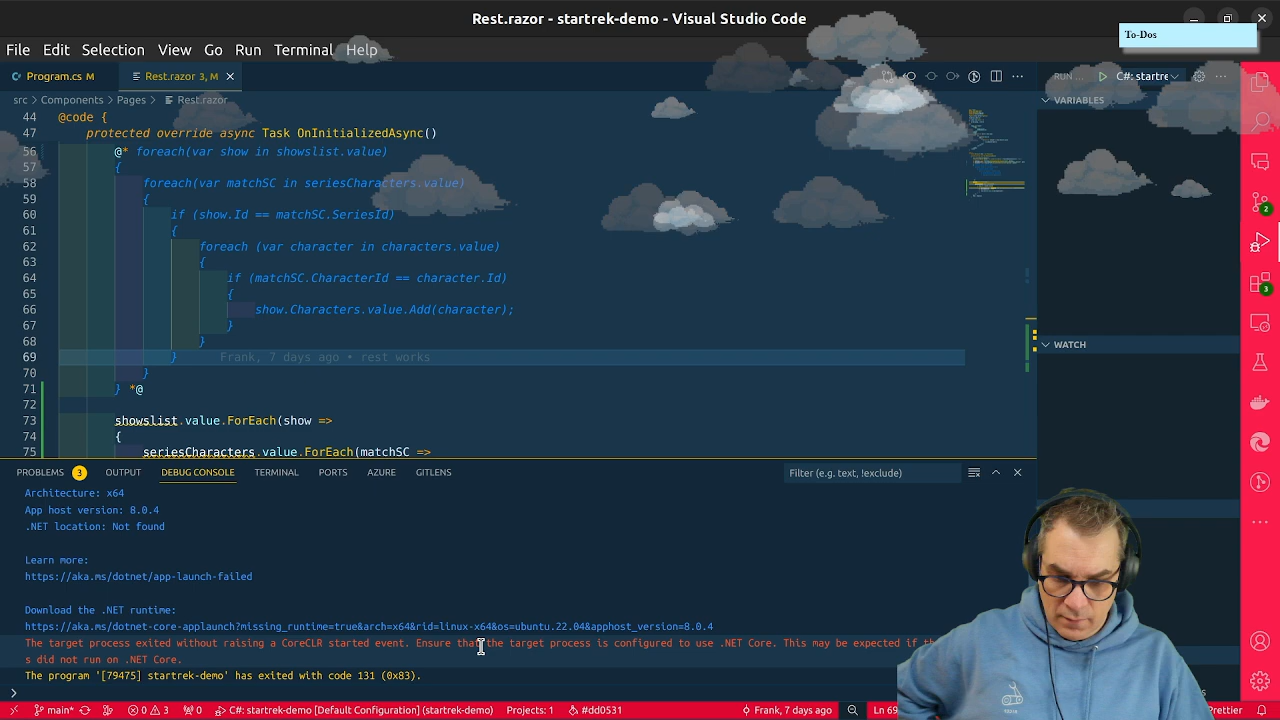 Rest.razor - startrek-demo - Visual Studio Code
To-Dos
File Edit Selection View Go Run Terminal Help
Program.cs M
Rest.razor 3, M
RUN ...
C#: startre
src > Components > Pages > Rest.razor
VARIABLES
44 @code {
47 protected override async Task OnInitializedAsync()
56 @* foreach(var show in showslist.value)
57 {
58 foreach(var matchSC in seriesCharacters.value)
59 {
60 if (show.Id == matchSC.SeriesId)
61 {
62 foreach (var character in characters.value)
63 {
64 if (matchSC.CharacterId == character.Id)
65 {
66 show.Characters.value.Add(character);
67 }
68 }
69 } Frank, 7 days ago • rest works
70 }
71 } *@
72
73 showslist.value.ForEach(show =>
74 {
75 seriesCharacters.value.ForEach(matchSC =>
WATCH
2
3
PROBLEMS 3 OUTPUT DEBUG CONSOLE TERMINAL PORTS AZURE GITLENS
Filter (e.g. text, !exclude)
Architecture: x64
App host version: 8.0.4
.NET location: Not found
Learn more:
https://aka.ms/dotnet/app-launch-failed
Download the .NET runtime:
https://aka.ms/dotnet-core-applaunch?missing_runtime=true&arch=x64&rid=linux-x64&os=ubuntu.22.04&apphost_version=8.0.4
The target process exited without raising a CoreCLR started event. Ensure that the target process is configured to use .NET Core. This may be expected if th
s did not run on .NET Core.
The program '[79475] startrek-demo' has exited with code 131 (0x83).
>
main* 0 3 0 C#: startrek-demo [Default Configuration] (startrek-demo) Projects: 1 #dd0531 Frank, 7 days ago Ln 69 Prettier